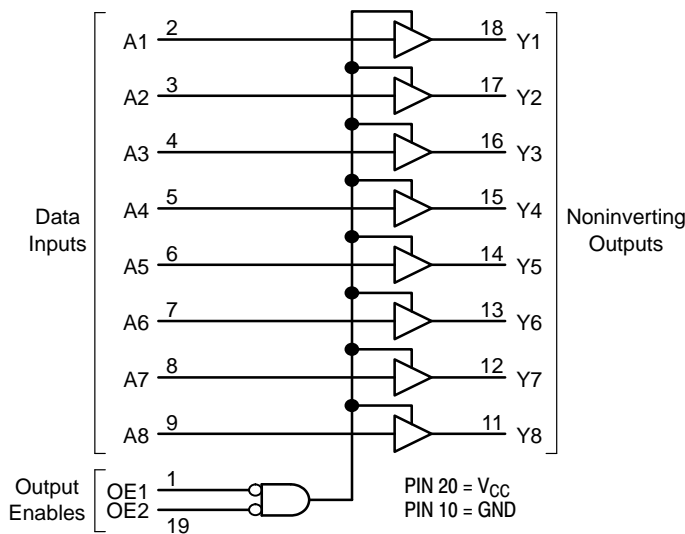 A1 2 18 Y1
A2 3 17 Y2
A3 4 16 Y3
A4 5 15 Y4
Data
Inputs
Noninverting
Outputs
A5 6 14 Y5
A6 7 13 Y6
A7 8 12 Y7
A8 9 11 Y8
Output
Enables
OE1 1
OE2 19
PIN 20 = VCC
PIN 10 = GND